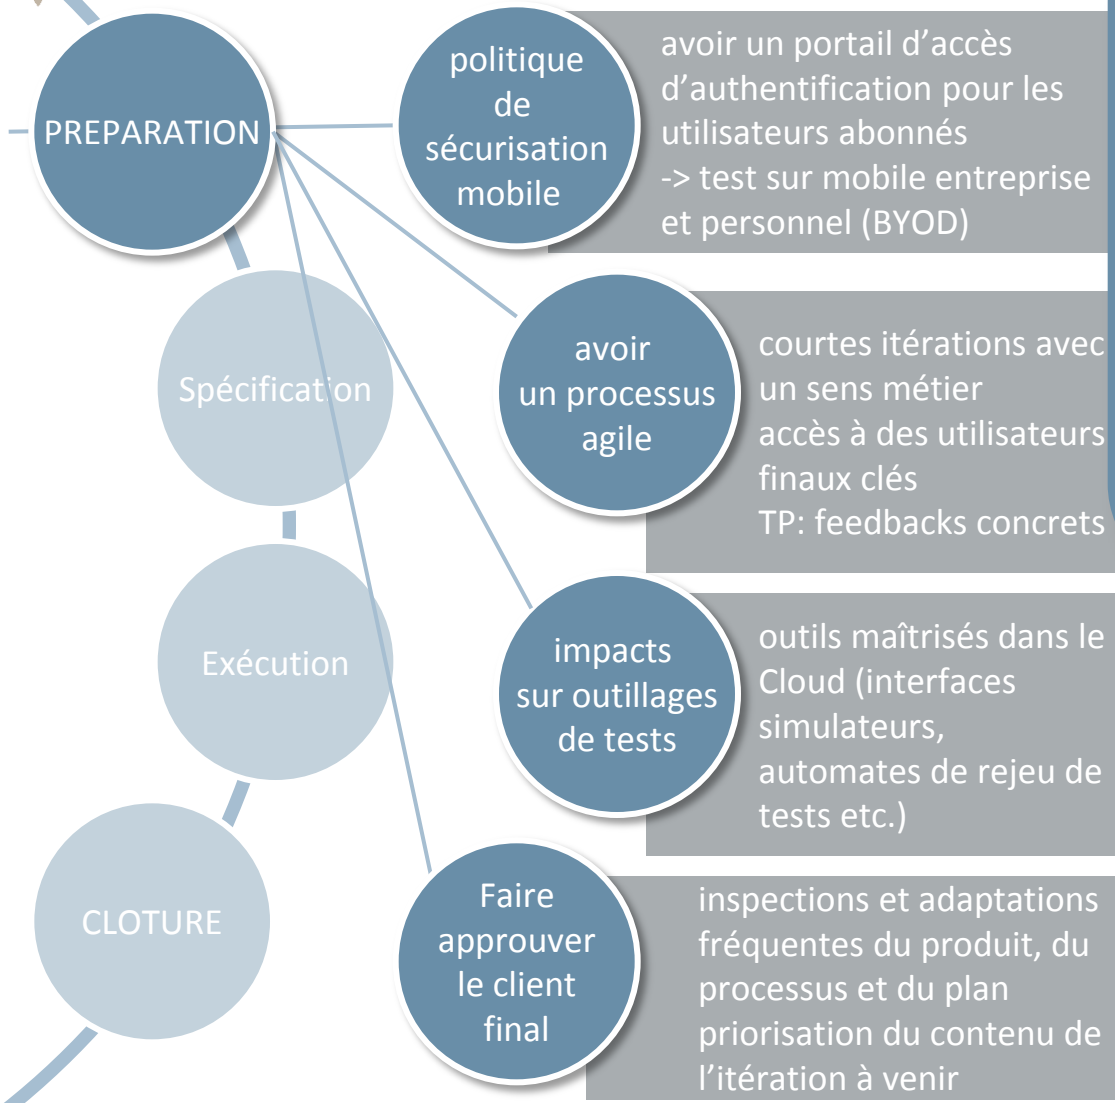 PREPARATION
politique
de
sécurisation
mobile
avoir un portail d’accès
d’authentification pour les
utilisateurs abonnés
-> test sur mobile entreprise
et personnel (BYOD)
Spécification
avoir
un processus
agile
courtes itérations avec
un sens métier
accès à des utilisateurs
finaux clés
TP: feedbacks concrets
Exécution
impacts
sur outillages
de tests
outils maîtrisés dans le
Cloud (interfaces
simulateurs,
automates de rejeu de
tests etc.)
CLOTURE
Faire
approuver
le client
final
inspections et adaptations
fréquentes du produit, du
processus et du plan
priorisation du contenu de
l’itération à venir